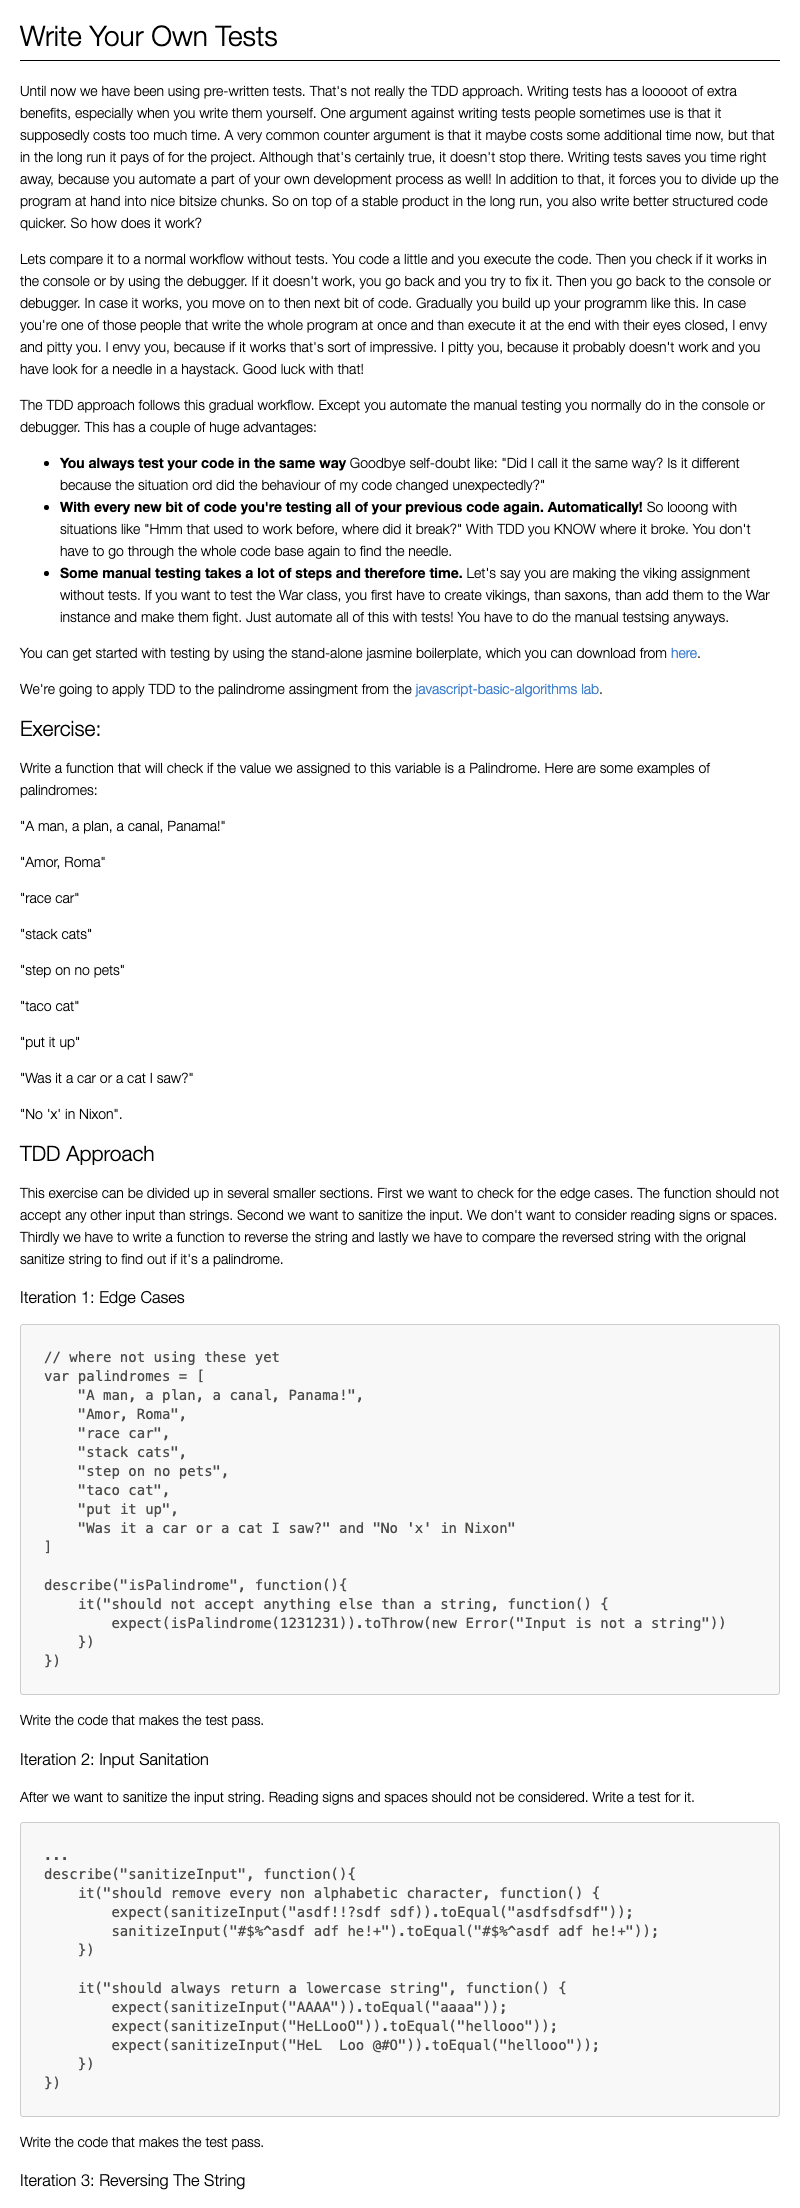 Write Your Own Tests
Until now we have been using pre-written tests. That's not really the TDD approach. Writing tests has a looooot of extra
benefits, especially when you write them yourself. One argument against writing tests people sometimes use is that it
supposedly costs too much time. A very common counter argument is that it maybe costs some additional time now, but that
in the long run it pays of for the project. Although that's certainly true, it doesn't stop there. Writing tests saves you time right
away, because you automate a part of your own development process as well! In addition to that, it forces you to divide up the
program at hand into nice bitsize chunks. So on top of a stable product in the long run, you also write better structured code
quicker. So how does it work?
Lets compare it to a normal workflow without tests. You code a little and you execute the code. Then you check if it works in
the console or by using the debugger. If it doesn't work, you go back and you try to fix it. Then you go back to the console or
debugger. In case it works, you move on to then next bit of code. Gradually you build up your programm like this. In case
you're one of those people that write the whole program at once and than execute it at the end with their eyes closed, I envy
and pitty you. I envy you, because if it works that's sort of impressive. I pitty you, because it probably doesn't work and you
have look for a needle in a haystack. Good luck with that!
The TDD approach follows this gradual workflow. Except you automate the manual testing you normally do in the console or
debugger. This has a couple of huge advantages:
• You always test your code in the same way Goodbye self-doubt like: "Did I call it the same way? Is it different
because the situation ord did the behaviour of my code changed unexpectedly?"
• With every new bit of code you're testing all of your previous code again. Automatically! So looong with
situations like "Hmm that used to work before, where did it break?" With TDD you KNOW where it broke. You don't
have to go through the whole code base again to find the needle.
• Some manual testing takes a lot of steps and therefore time. Let's say you are making the viking assignment
without tests. If you want to test the War class, you first have to create vikings, than saxons, than add them to the War
instance and make them fight. Just automate all of this with tests! You have to do the manual testsing anyways.
You can get started with testing by using the stand-alone jasmine boilerplate, which you can download from here.
We're going to apply TDD to the palindrome assingment from the javascript-basic-algorithms lab.
Exercise:
Write a function that will check if the value we assigned to this variable is a Palindrome. Here are some examples of
palindromes:
"A man, a plan, a canal, Panama!"
"Amor, Roma"
"race car"
"stack cats"
"step on no pets"
"taco cat"
"put it up"
"Was it a car or a cat I saw?"
"No 'x' in Nixon".
TDD Approach
This exercise can be divided up in several smaller sections. First we want to check for the edge cases. The function should not
accept any other input than strings. Second we want to sanitize the input. We don't want to consider reading signs or spaces.
Thirdly we have to write a function to reverse the string and lastly we have to compare the reversed string with the orignal
sanitize string to find out if it's a palindrome.
Iteration 1: Edge Cases
// where not using these yet
var palindromes = [
    "A man, a plan, a canal, Panama!",
    "Amor, Roma",
    "race car",
    "stack cats",
    "step on no pets",
    "taco cat",
    "put it up",
    "Was it a car or a cat I saw?" and "No 'x' in Nixon"
]
describe("isPalindrome", function(){
    it("should not accept anything else than a string, function() {
        expect(isPalindrome(1231231)).toThrow(new Error("Input is not a string"))
    })
})
Write the code that makes the test pass.
Iteration 2: Input Sanitation
After we want to sanitize the input string. Reading signs and spaces should not be considered. Write a test for it.
...
describe("sanitizeInput", function(){
    it("should remove every non alphabetic character, function() {
        expect(sanitizeInput("asdf!!?sdf sdf)).toEqual("asdfsdfsdf"));
        sanitizeInput("#$%^asdf adf he!+").toEqual("#$%^asdf adf he!+"));
    })
    it("should always return a lowercase string", function() {
        expect(sanitizeInput("AAAA")).toEqual("aaaa"));
        expect(sanitizeInput("HeLLooO")).toEqual("hellooo"));
        expect(sanitizeInput("HeL  Loo @#O")).toEqual("hellooo"));
    })
})
Write the code that makes the test pass.
Iteration 3: Reversing The String